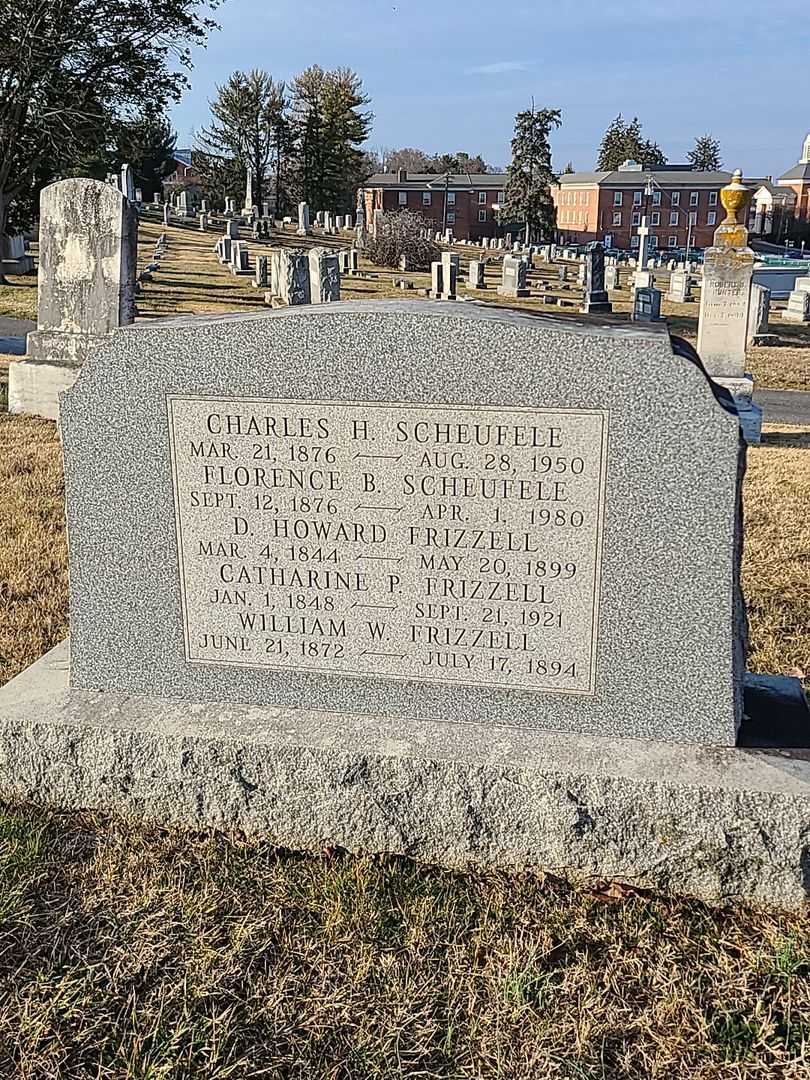 CHARLES H. SCHEUFELE
MAR. 21, 1876 — AUG. 28, 1950
FLORENCE B. SCHEUFELE
SEPT. 12, 1876 — APR. 1, 1980
D. HOWARD FRIZZELL
MAR. 4, 1844 — MAY 20, 1899
CATHARINE P. FRIZZELL
JAN. 1, 1848 — SEPT. 21, 1921
WILLIAM W. FRIZZELL
JUNE 21, 1872 — JULY 17, 1894